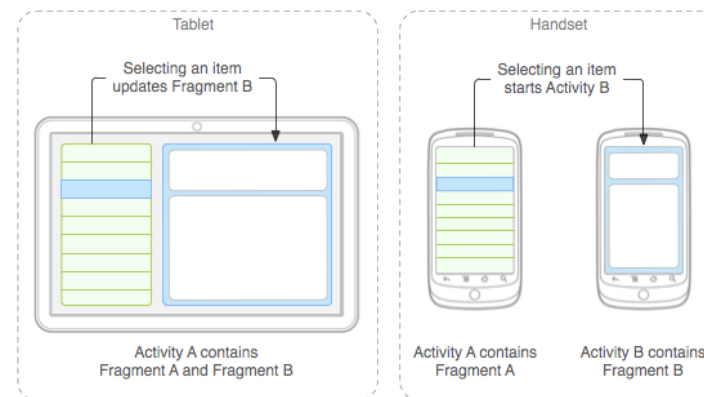 Tablet
Selecting an item
updates Fragment B
Activity A contains
Fragment A and Fragment B
Handset
Selecting an item
starts Activity B
Activity A contains
Fragment A
Activity B contains
Fragment B